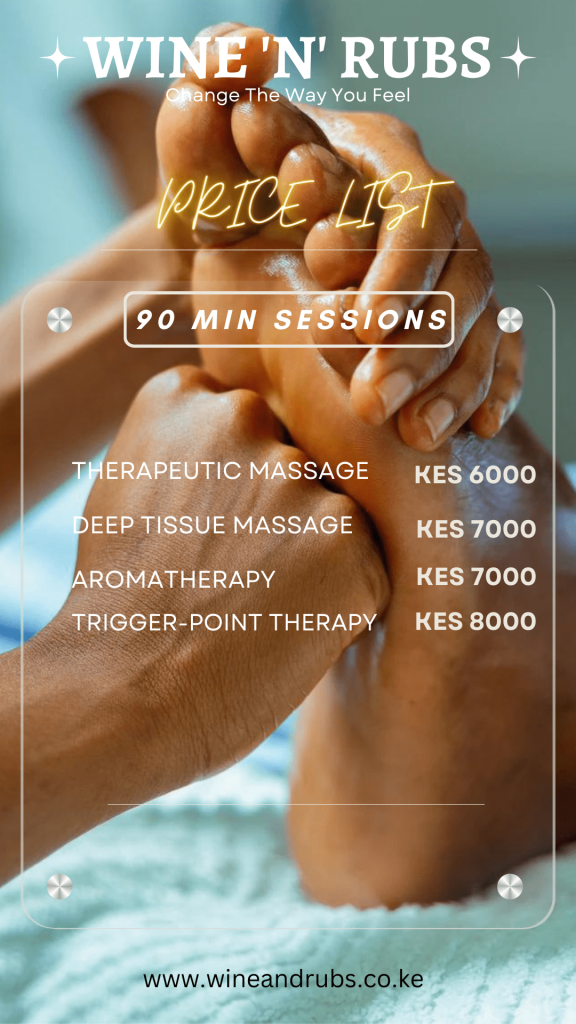 WINE 'N' RUBS
Change The Way You Feel
PRICE LIST
90 MIN SESSIONS
THERAPEUTIC MASSAGE KES 6000
DEEP TISSUE MASSAGE KES 7000
AROMATHERAPY KES 7000
TRIGGER-POINT THERAPY KES 8000
www.wineandrubs.co.ke